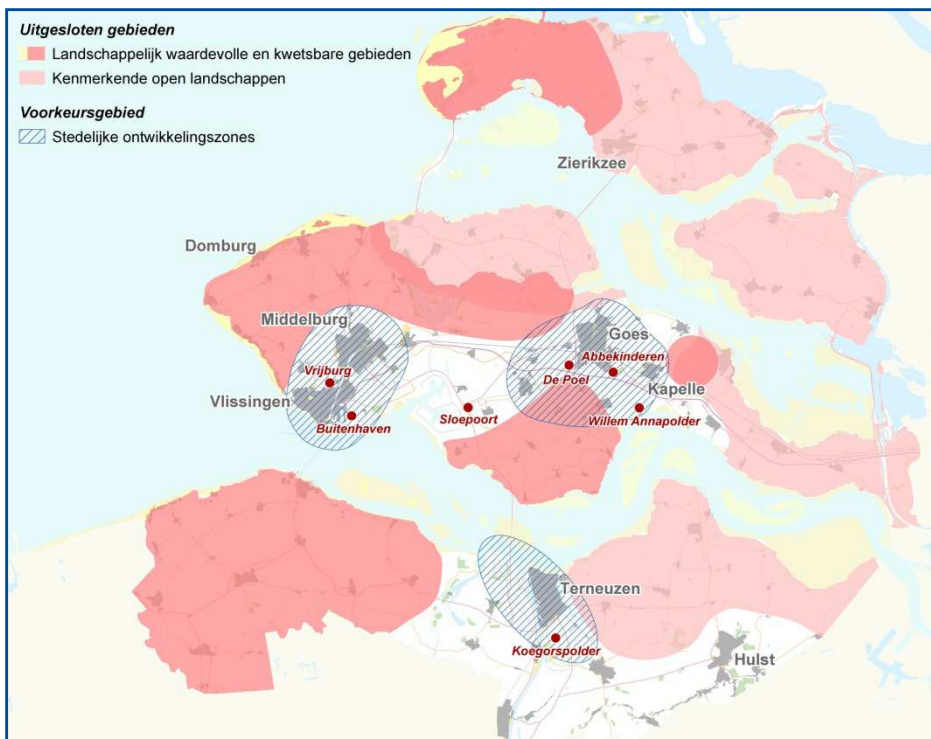 Uitgesloten gebieden
Landschappelijk waardevolle en kwetsbare gebieden
Kenmerkende open landschappen
Voorkeursgebied
Stedelijke ontwikkelingszones
Zierikzee
Domburg
Middelburg
Goes
Abbekinderen
Vrijburg
De Poel
Kapelle
Vlissingen
Buitenhaven
Sloepoort
Willem Annapolder
Terneuzen
Koegorspolder
Hulst